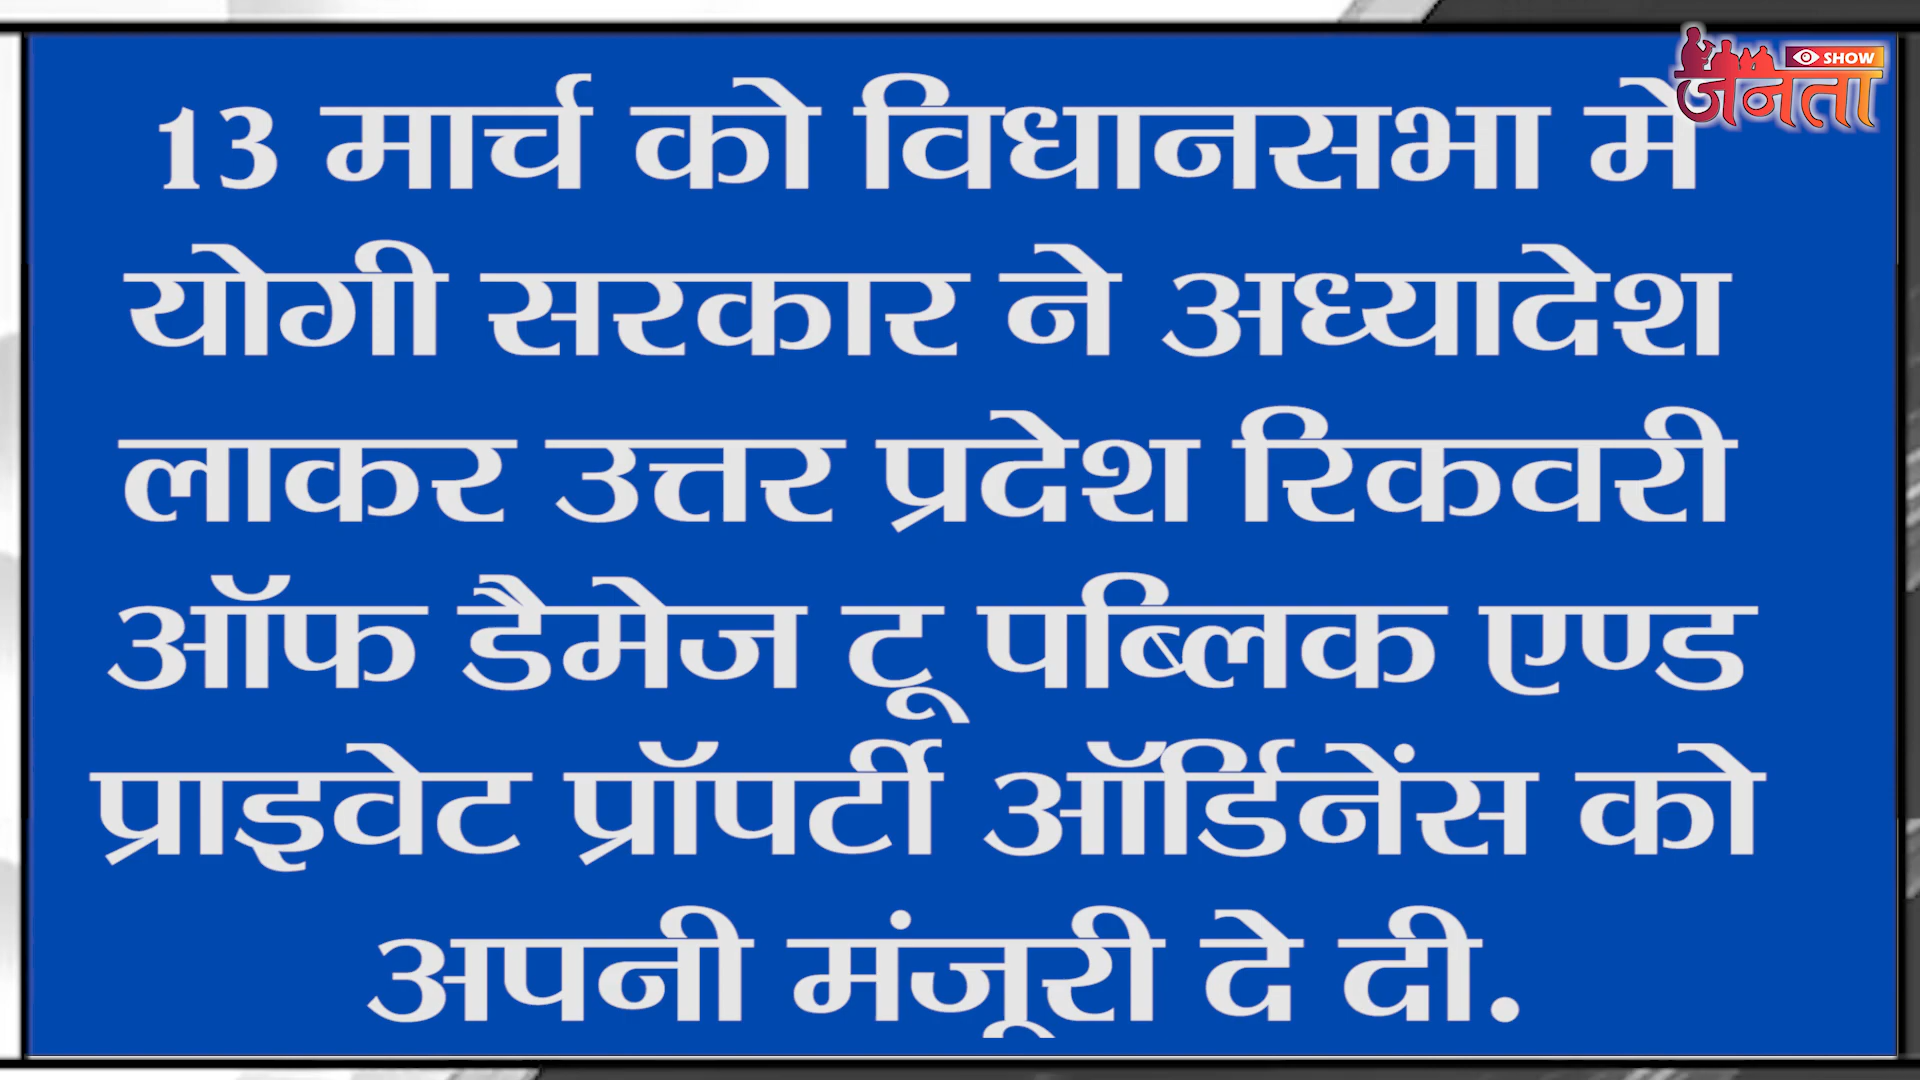 SHOW
जनता
13 मार्च को विधानसभा में
योगी सरकार ने अध्यादेश
लाकर उत्तर प्रदेश रिकवरी
ऑफ डैमेज टू पब्लिक एण्ड
प्राइवेट प्रॉपर्टी ऑर्डिनेंस को
अपनी मंजूरी दे दी.